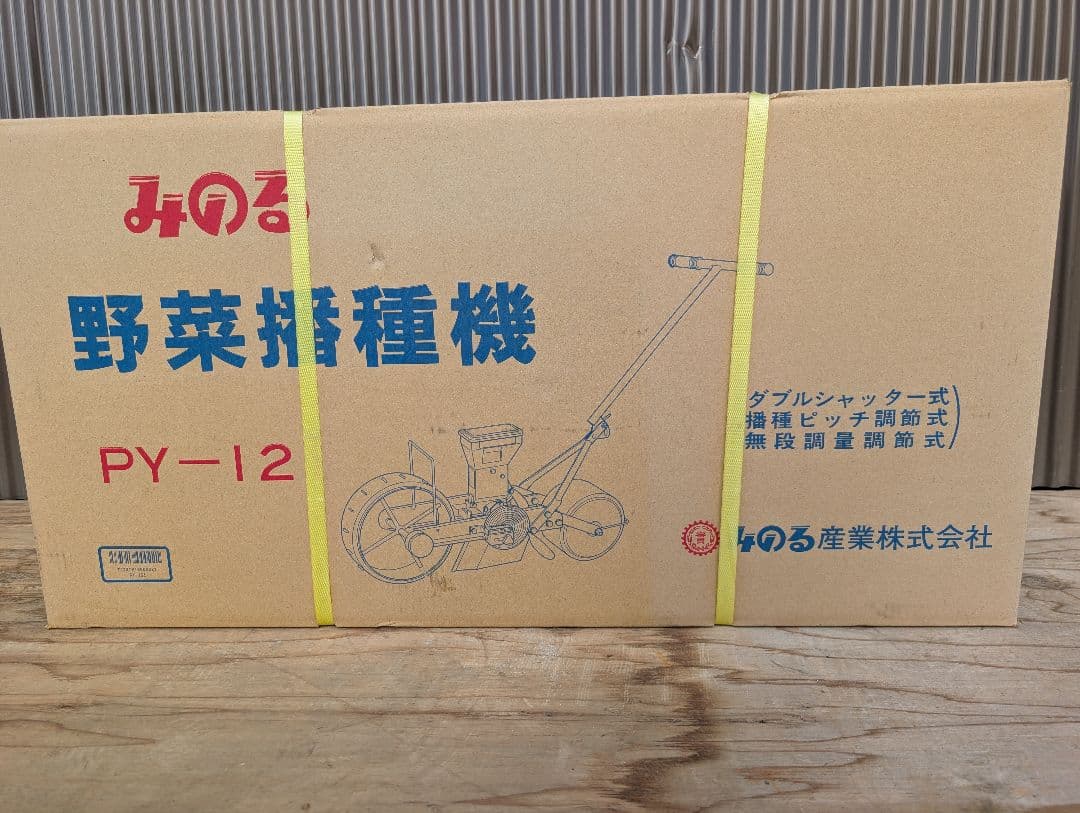 みのる
野菜播種機
PY-12
ダブルシャッター式
播種ピッチ調節式
無段調量調節式
みのる産業株式会社